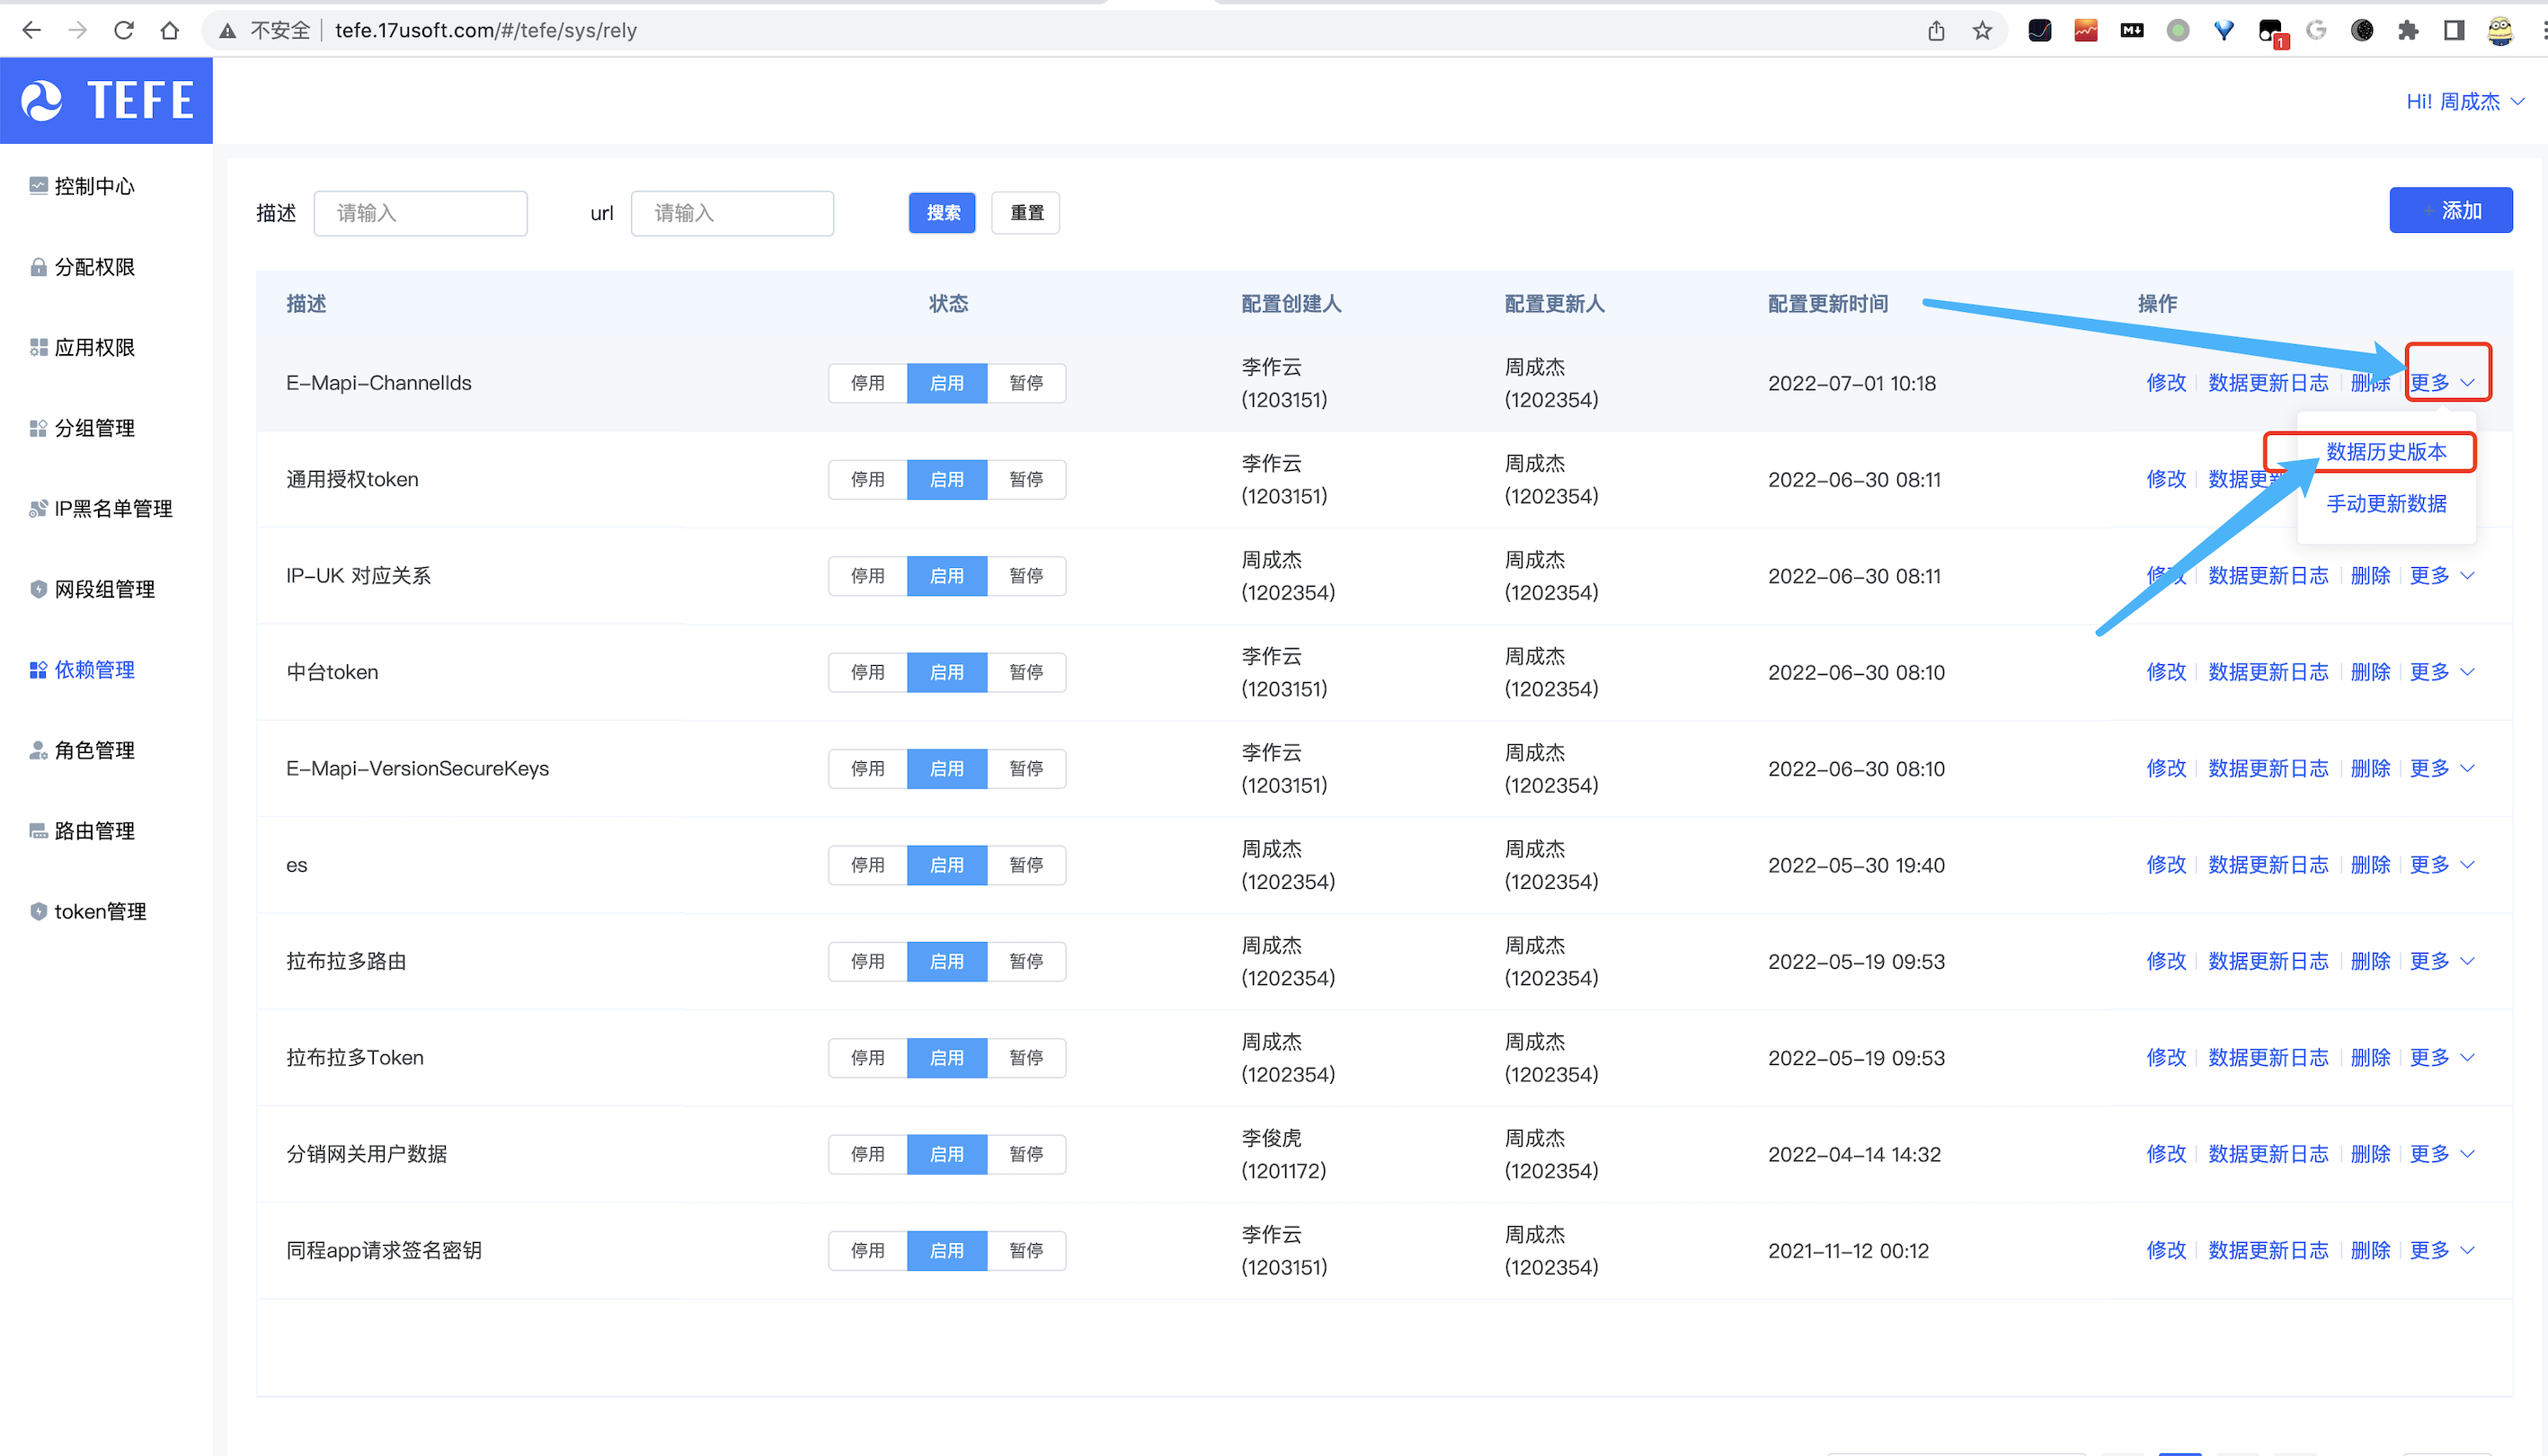 不安全 tefe.17usoft.com/#/tefe/sys/rely
1
TEFE
Hi! 周成杰
控制中心
分配权限
应用权限
分组管理
IP黑名单管理
网段组管理
依赖管理
角色管理
路由管理
token管理
描述 请输入 url 请输入 搜索 重置 + 添加
描述 状态 配置创建人 配置更新人 配置更新时间 操作
E-Mapi-ChannelIds 停用 启用 暂停 李作云 (1203151) 周成杰 (1202354) 2022-07-01 10:18 修改 数据更新日志 删除 更多
数据历史版本
手动更新数据
通用授权token 停用 启用 暂停 李作云 (1203151) 周成杰 (1202354) 2022-06-30 08:11 修改 数据更新
IP-UK 对应关系 停用 启用 暂停 周成杰 (1202354) 周成杰 (1202354) 2022-06-30 08:11 修改 数据更新日志 删除 更多
中台token 停用 启用 暂停 李作云 (1203151) 周成杰 (1202354) 2022-06-30 08:10 修改 数据更新日志 删除 更多
E-Mapi-VersionSecureKeys 停用 启用 暂停 李作云 (1203151) 周成杰 (1202354) 2022-06-30 08:10 修改 数据更新日志 删除 更多
es 停用 启用 暂停 周成杰 (1202354) 周成杰 (1202354) 2022-05-30 19:40 修改 数据更新日志 删除 更多
拉布拉多路由 停用 启用 暂停 周成杰 (1202354) 周成杰 (1202354) 2022-05-19 09:53 修改 数据更新日志 删除 更多
拉布拉多Token 停用 启用 暂停 周成杰 (1202354) 周成杰 (1202354) 2022-05-19 09:53 修改 数据更新日志 删除 更多
分销网关用户数据 停用 启用 暂停 李俊虎 (1201172) 周成杰 (1202354) 2022-04-14 14:32 修改 数据更新日志 删除 更多
同程app请求签名密钥 停用 启用 暂停 李作云 (1203151) 周成杰 (1202354) 2021-11-12 00:12 修改 数据更新日志 删除 更多